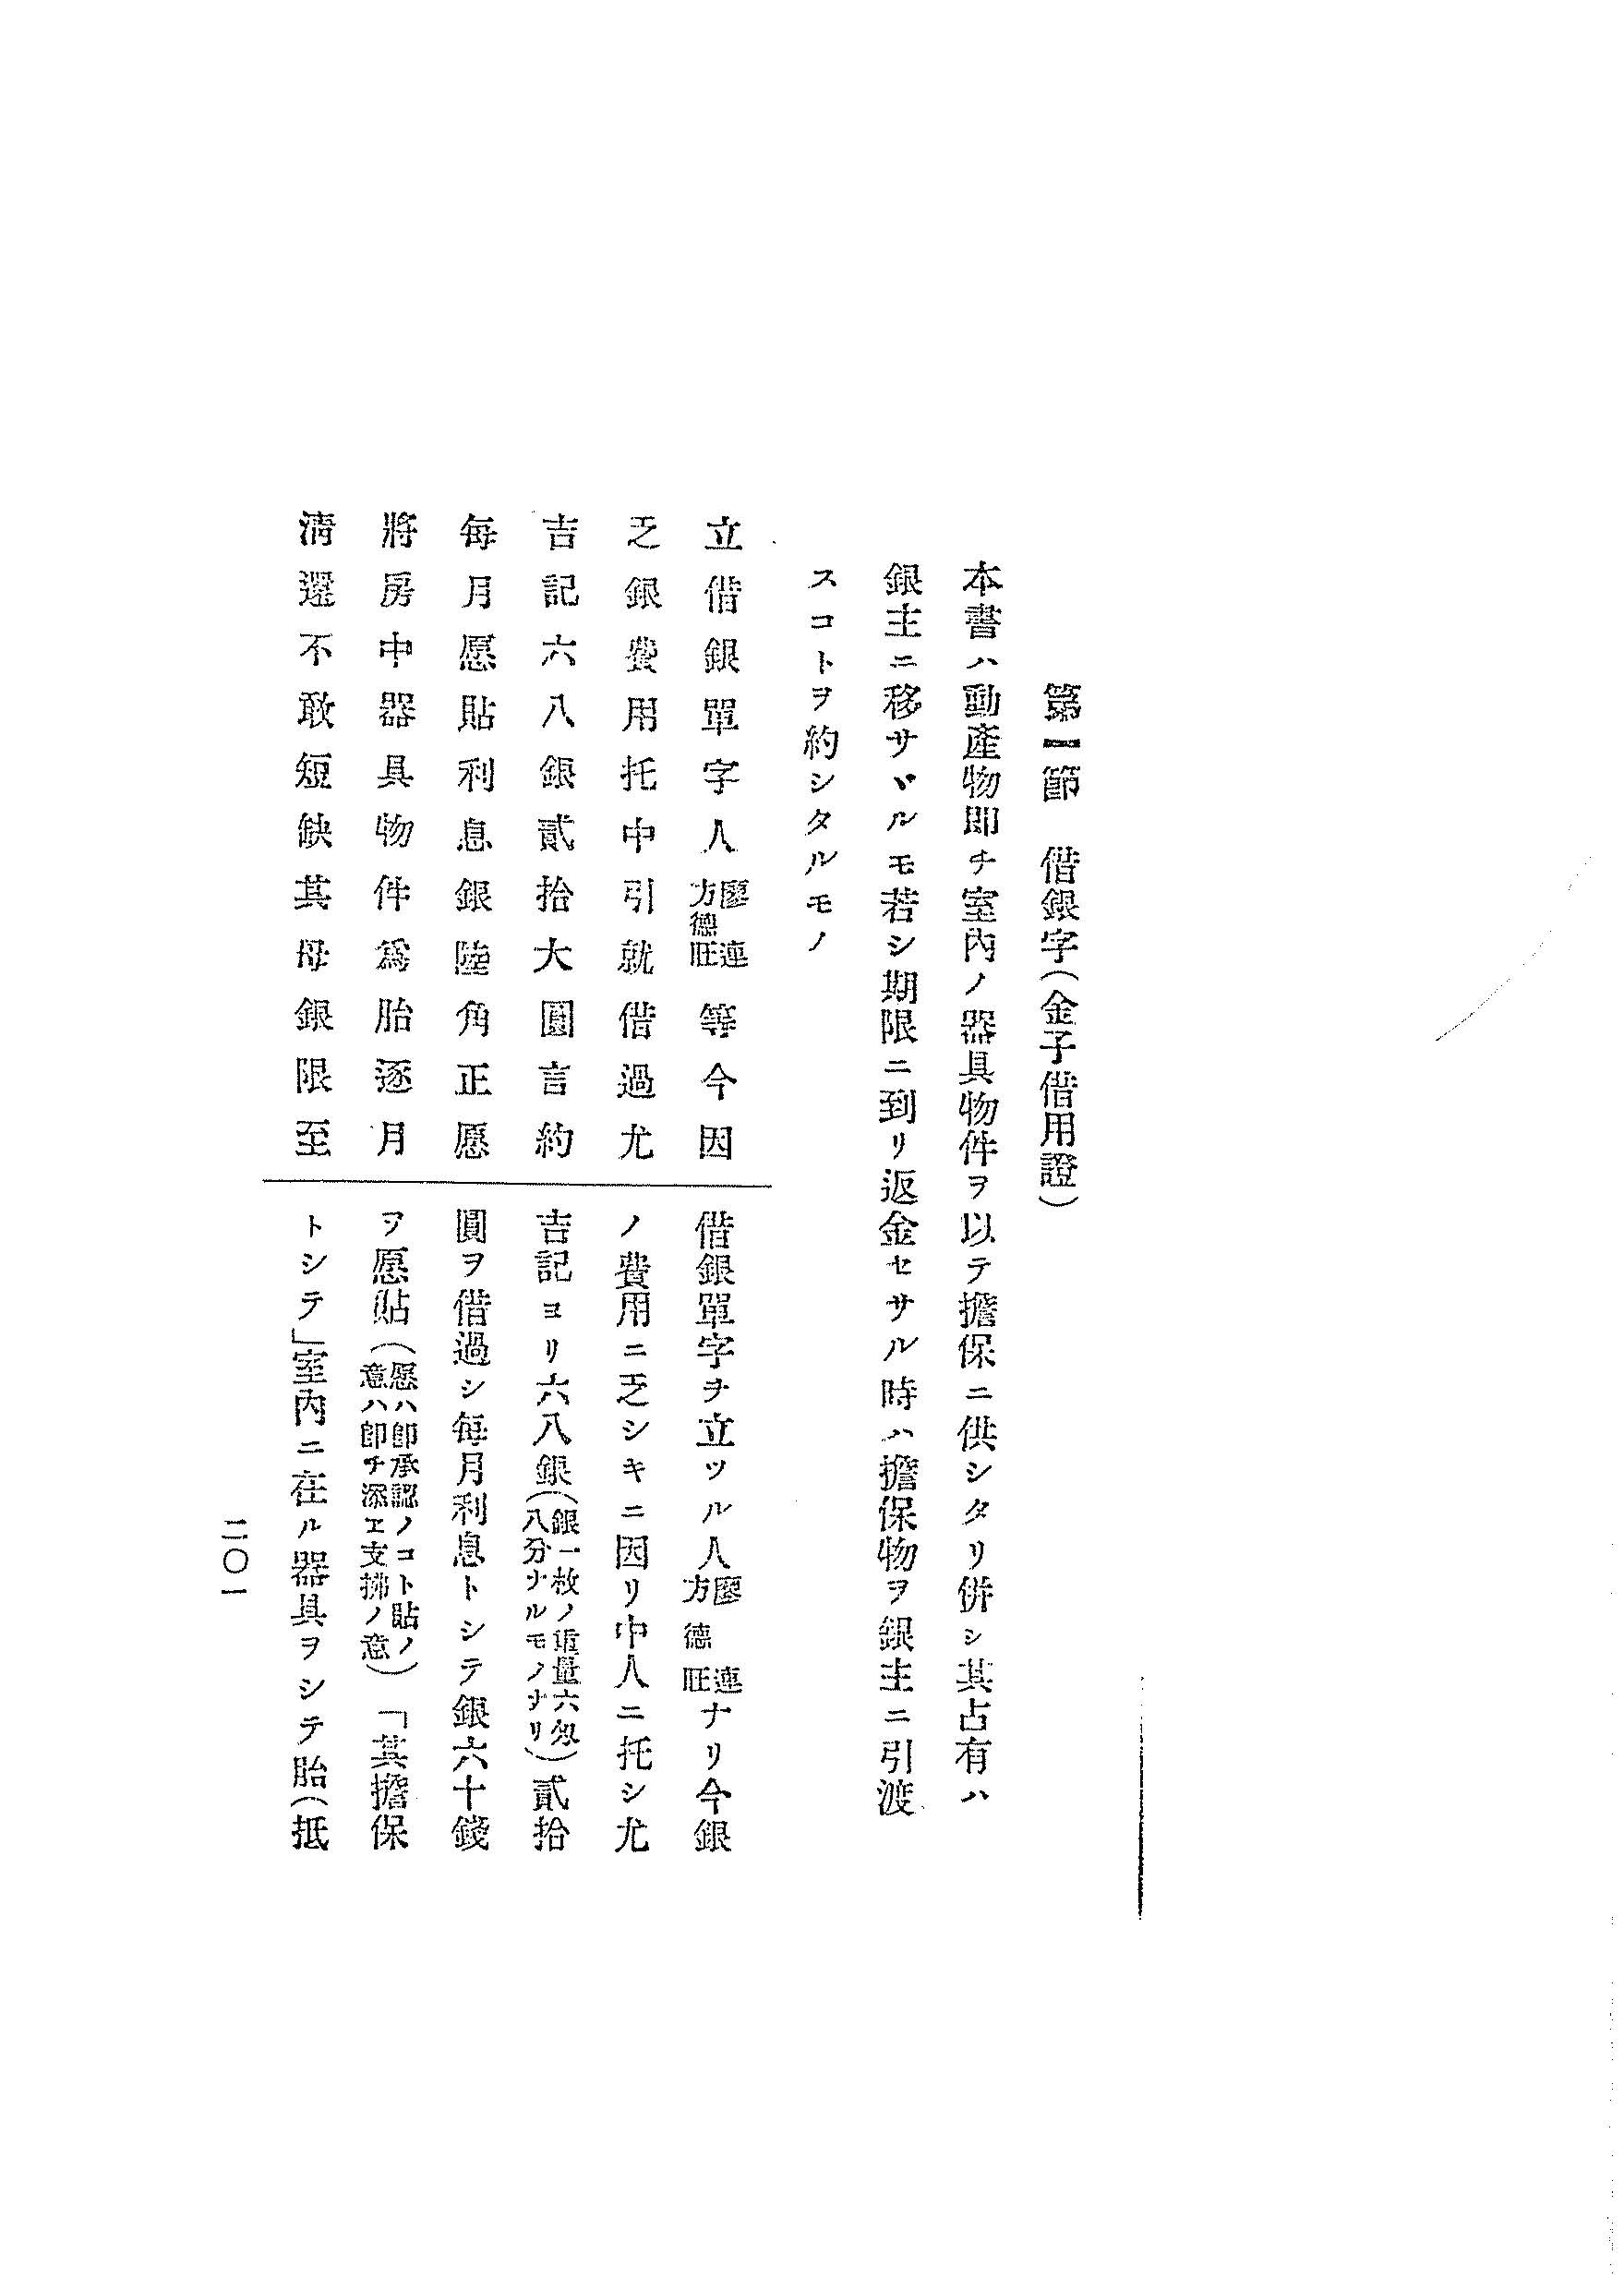 第一節　借銀字（金子借用證）
本書ハ動產物即チ室內ノ器具物件ヲ以テ擔保ニ供シタリ併シ其占有ハ
銀主ニ移サヾルモ若シ期限ニ到リ返金セサル時ハ擔保物ヲ銀主ニ引渡
スコトヲ約シタルモノ
立借銀單字人廖連方德旺等今因
乏銀費用托中引就借過尤
吉記六八銀貳拾大圓言約
每月愿貼利息銀陸角正愿
將房中器具物件爲胎逐月
淸還不敢短缺其母銀限至
借銀單字ヲ立ツル人廖連方德旺ナリ今銀
ノ費用ニ乏シキニ因リ中人ニ托シ尤
吉記ヨリ六八銀（銀一枚ノ重量六匁八分ナルモノナリ）貳拾
圓ヲ借過シ每月利息トシテ銀六十錢
ヲ愿貼（愿ハ卽承認ノコト貼ノ意ハ卽チ添ヱ支拂ノ意）「其擔保
トシテ」室內ニ在ル器具ヲシテ胎（抵
二〇一